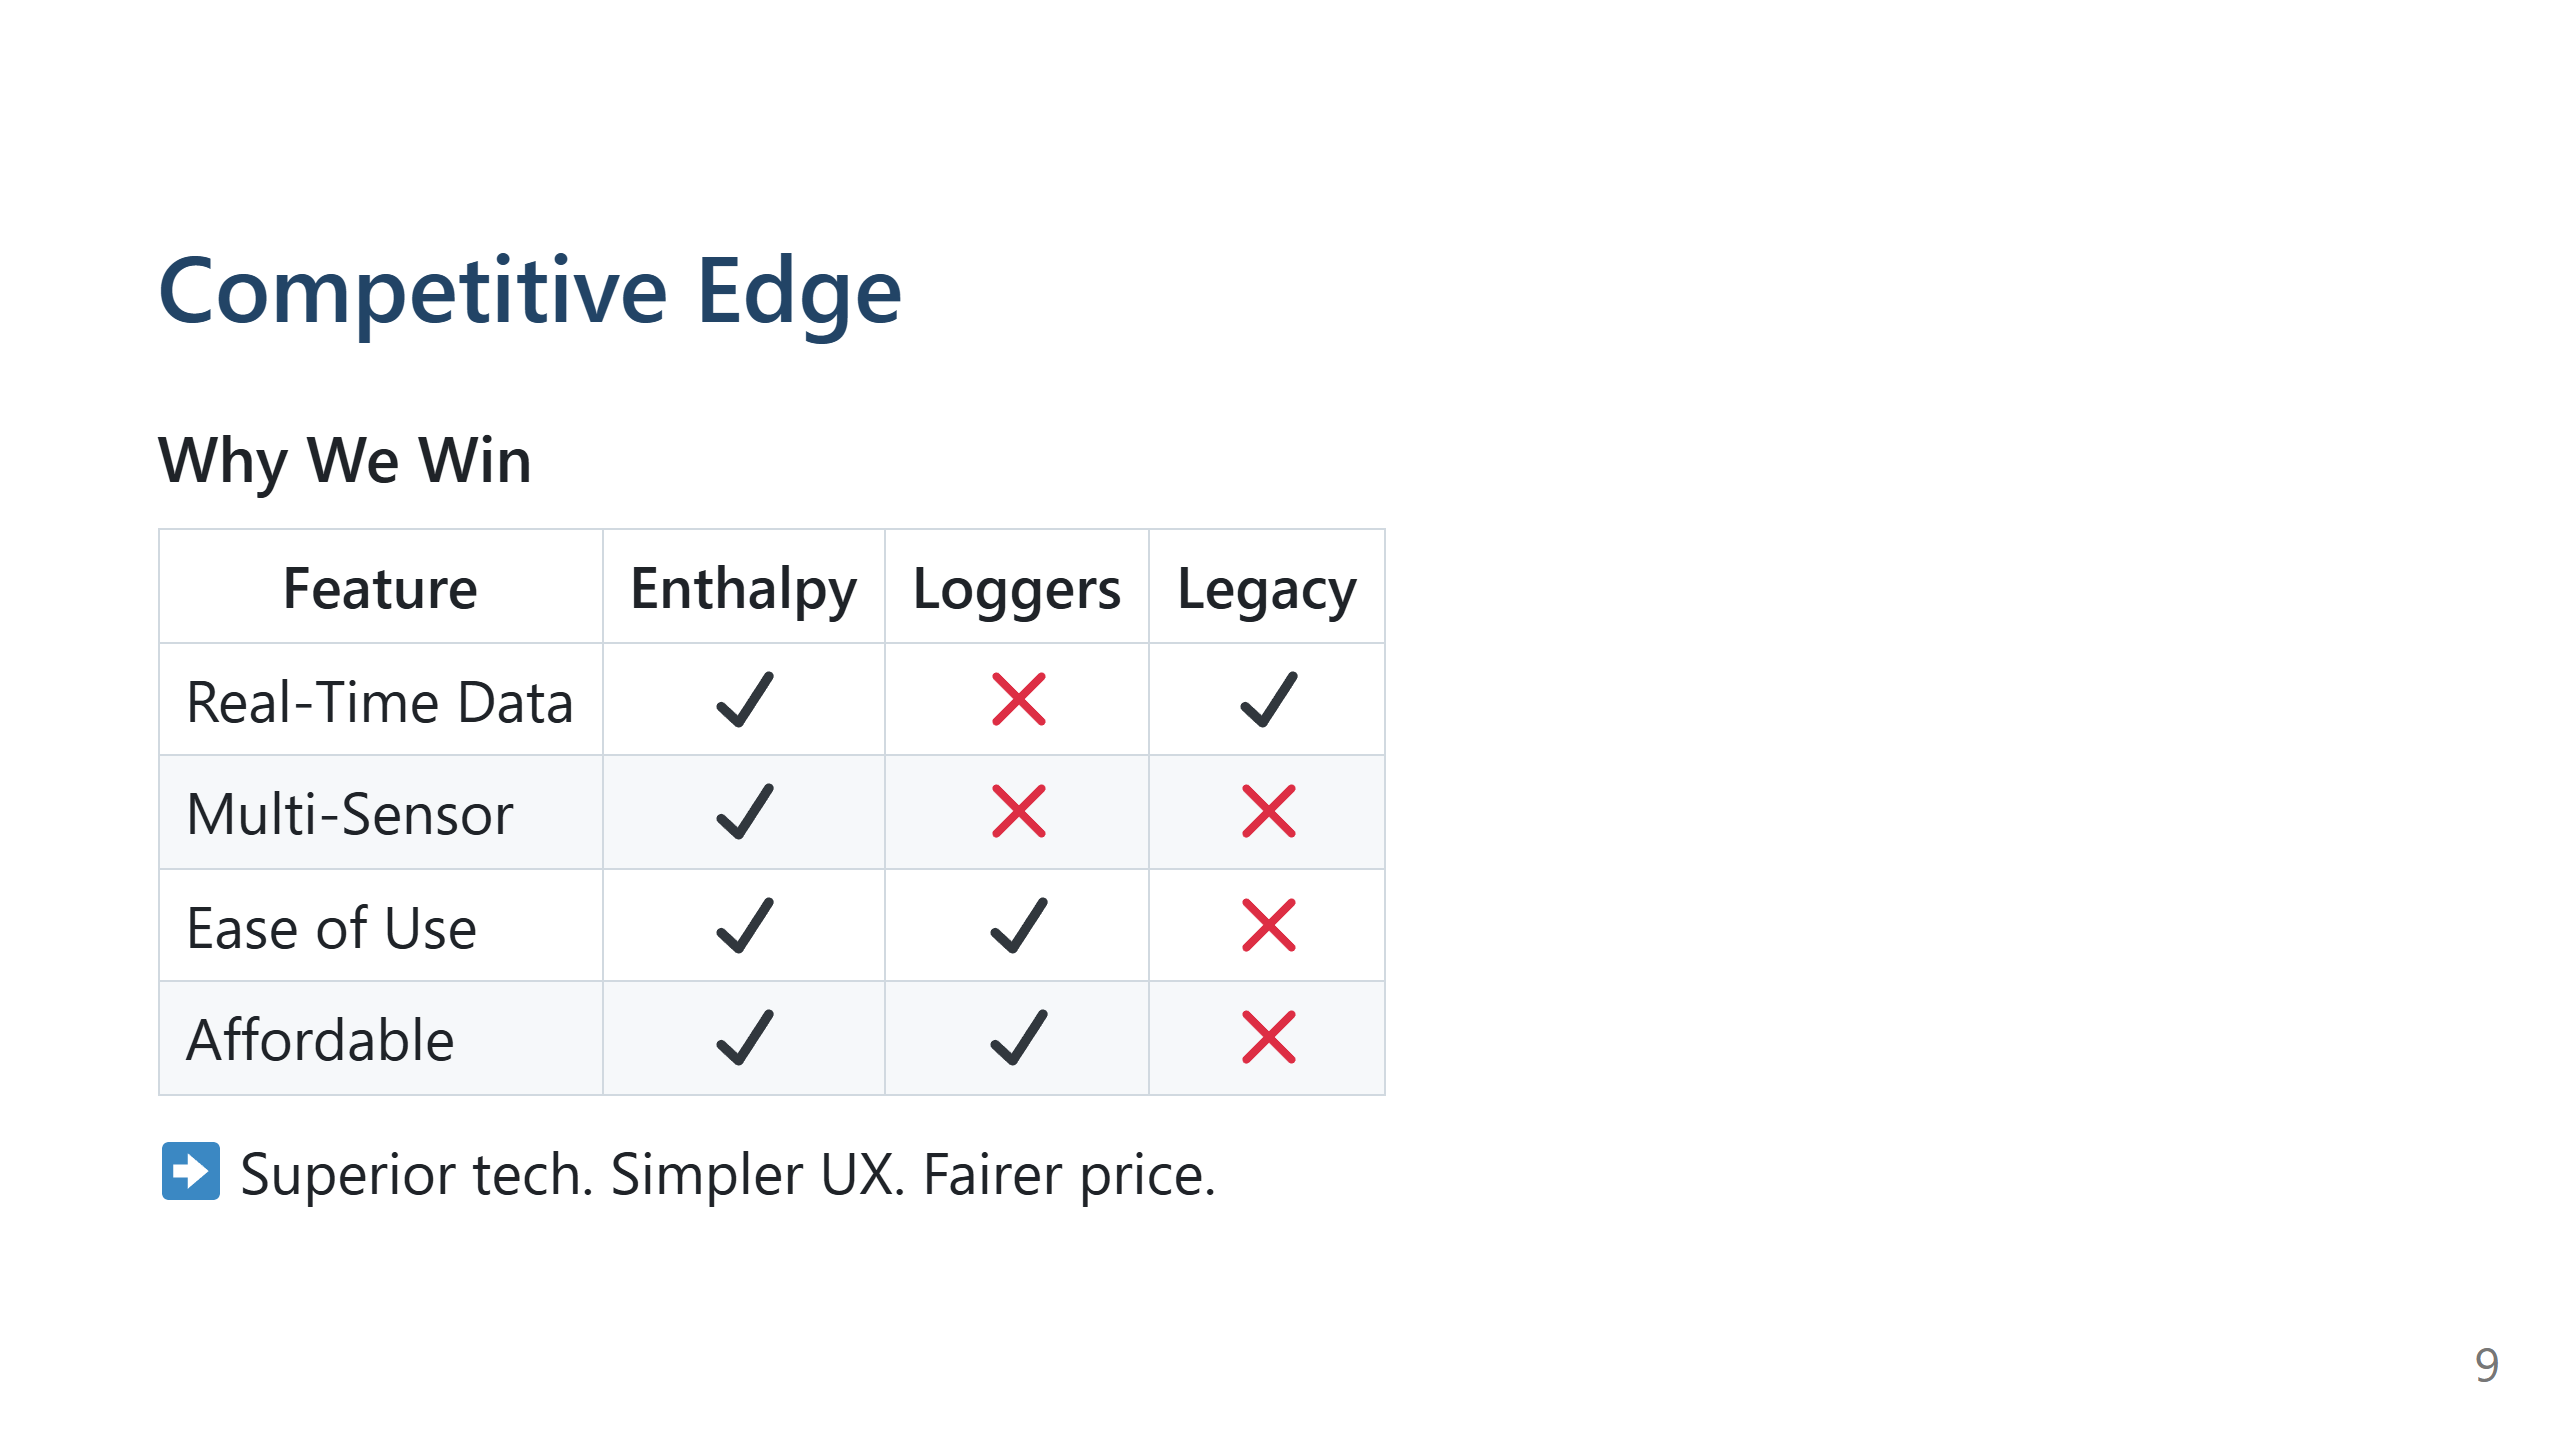 Competitive Edge
Why We Win
Feature Enthalpy Loggers Legacy
Real-Time Data ✔ ❌ ✔
Multi-Sensor ✔ ❌ ❌
Ease of Use ✔ ✔ ❌
Affordable ✔ ✔ ❌
➡ Superior tech. Simpler UX. Fairer price.
9